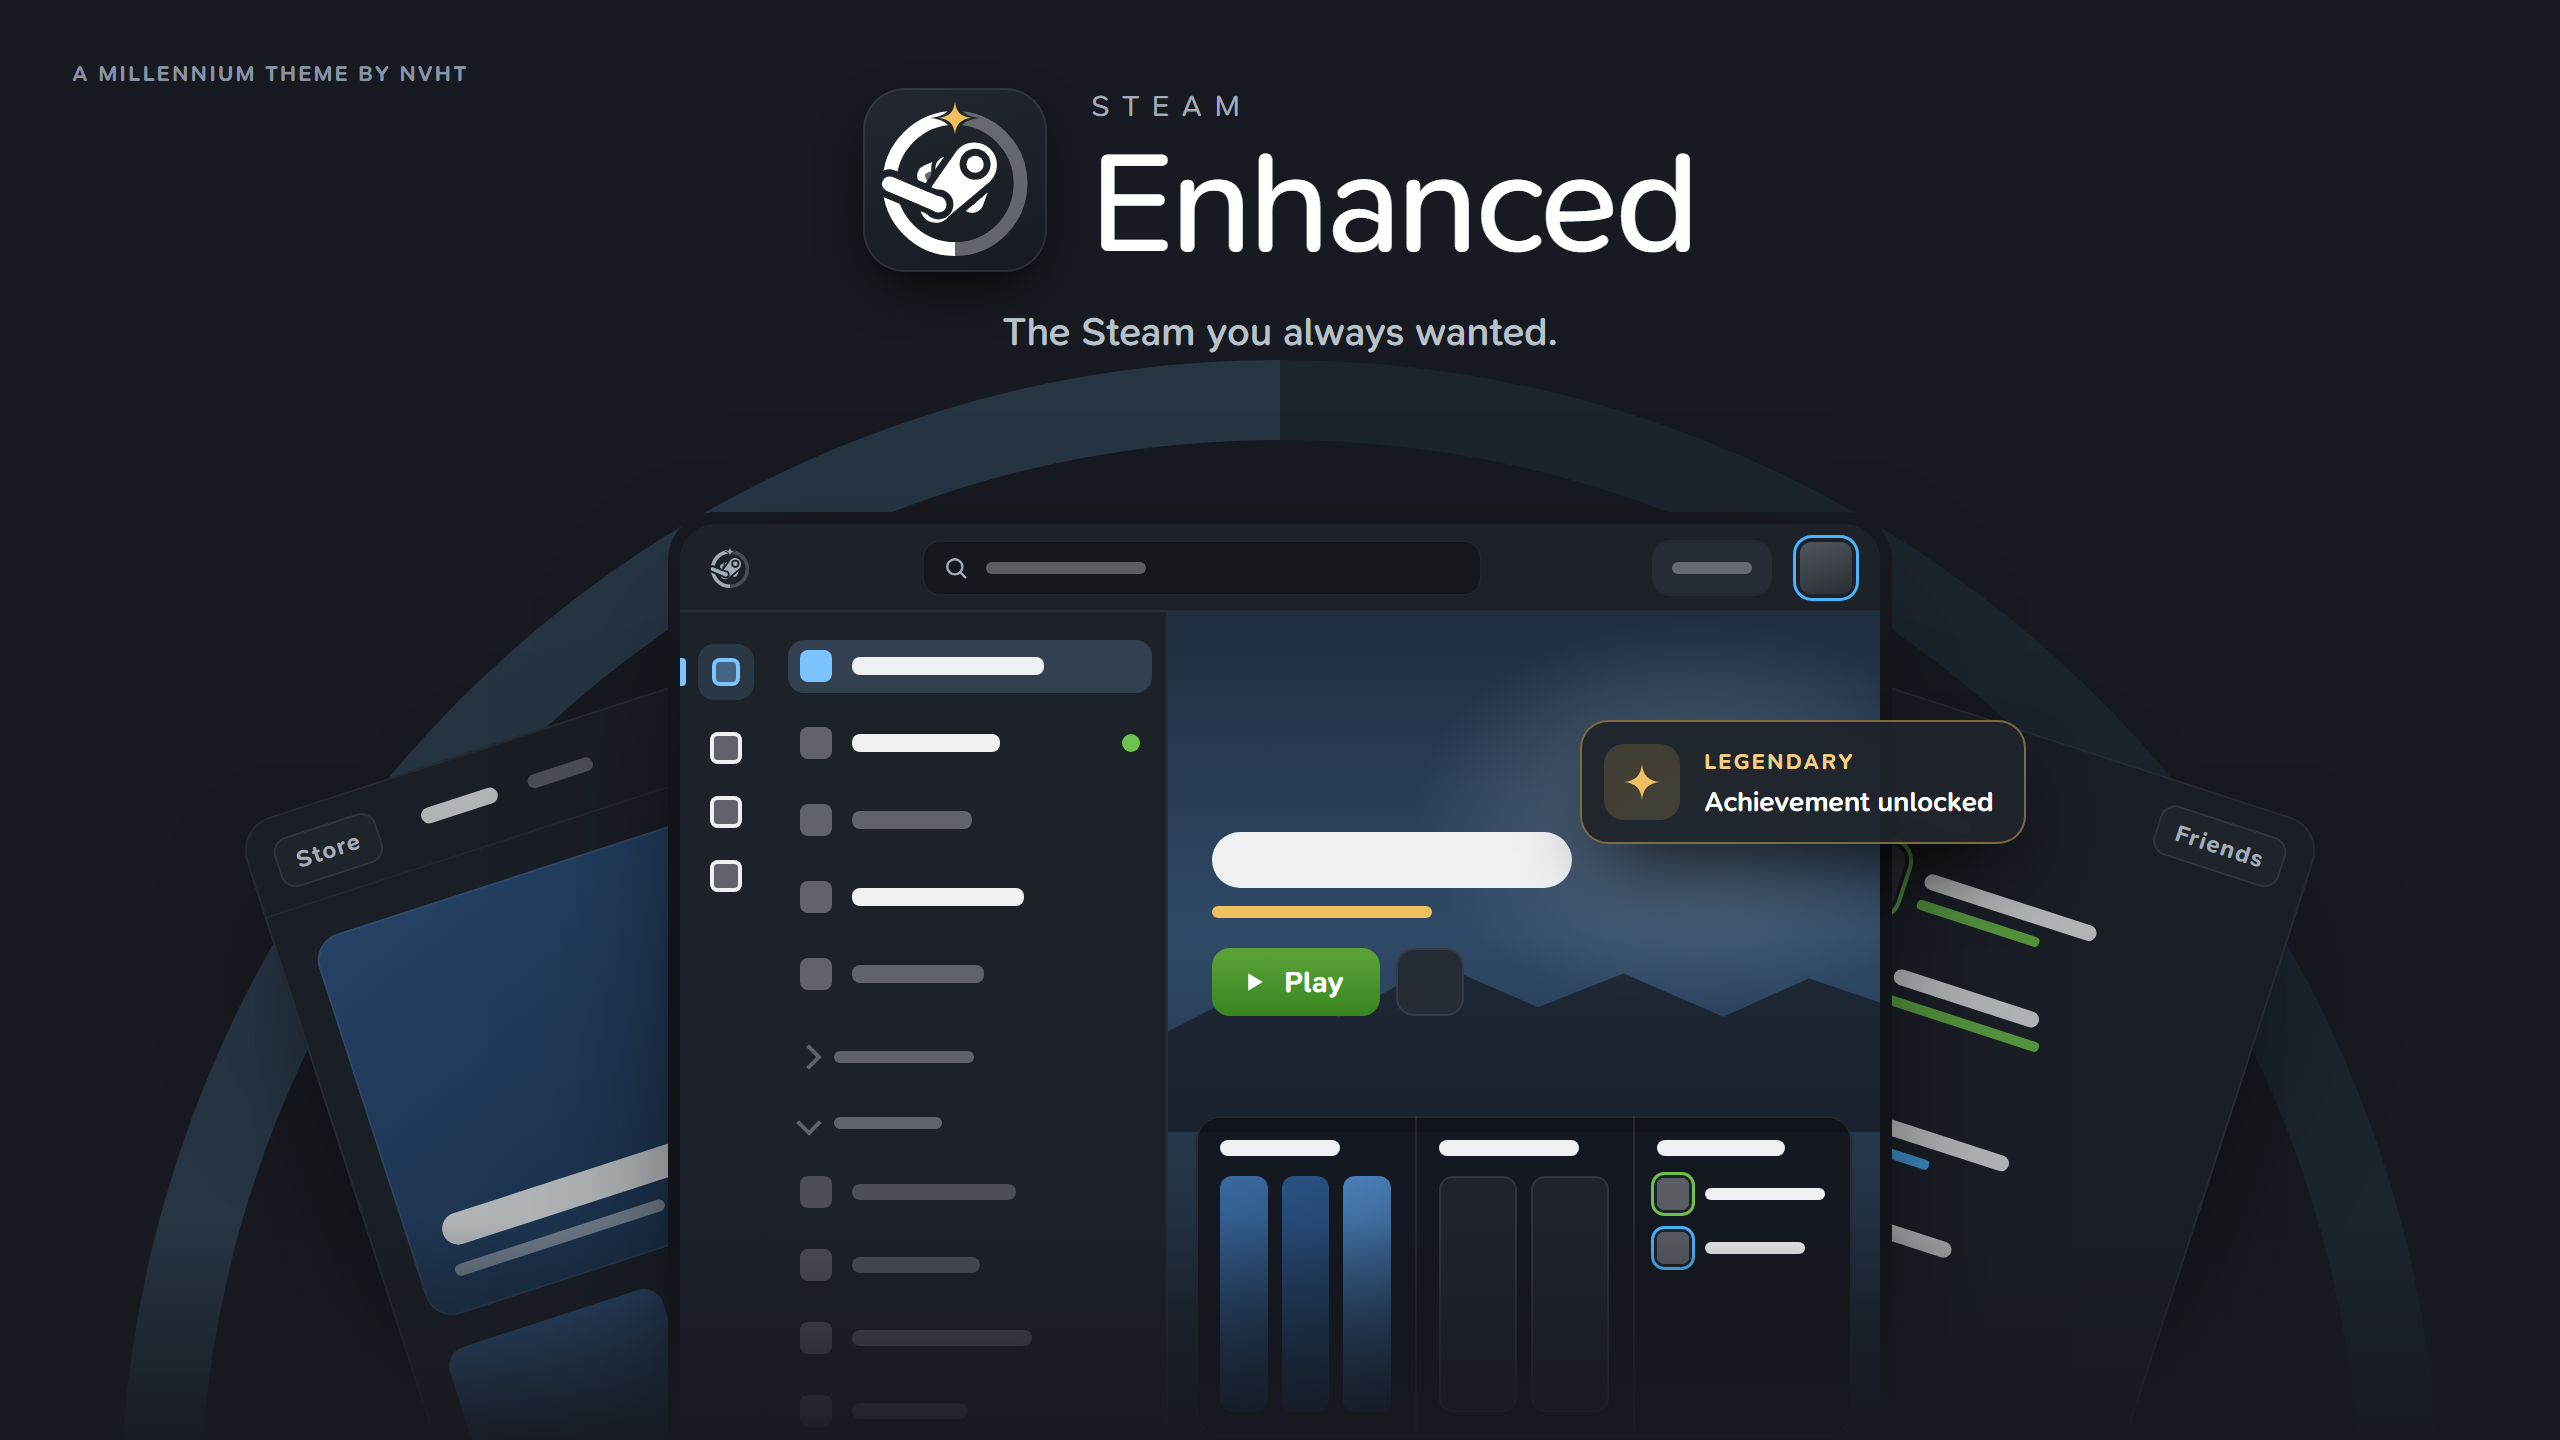 A MILLENNIUM THEME BY NVHT
STEAM
Enhanced
The Steam you always wanted.
LEGENDARY
Achievement unlocked
Store
Friends
Play